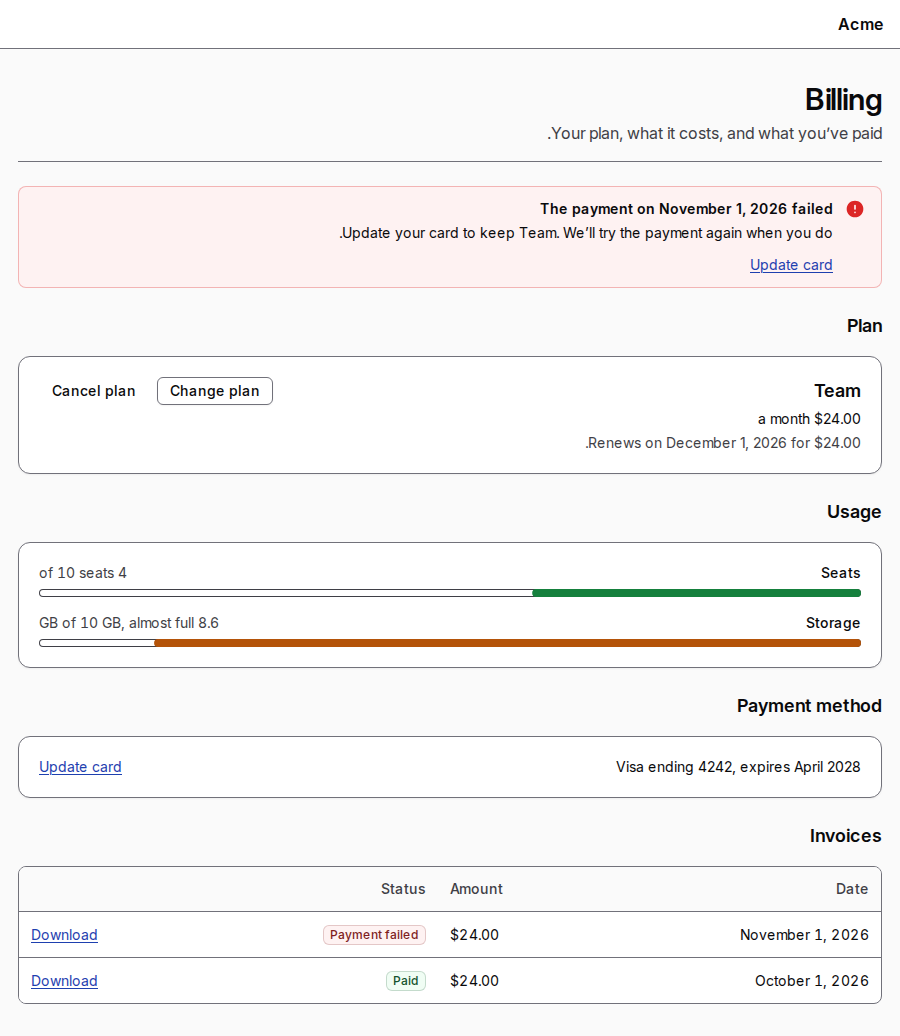 Acme
Billing
.Your plan, what it costs, and what you've paid
The payment on November 1, 2026 failed
.Update your card to keep Team. We'll try the payment again when you do
Update card
Plan
Team
Change plan
Cancel plan
a month $24.00
.Renews on December 1, 2026 for $24.00
Usage
Seats
of 10 seats 4
Storage
GB of 10 GB, almost full 8.6
Payment method
Visa ending 4242, expires April 2028
Update card
Invoices
Date Amount Status
November 1, 2026 $24.00 Payment failed Download
October 1, 2026 $24.00 Paid Download